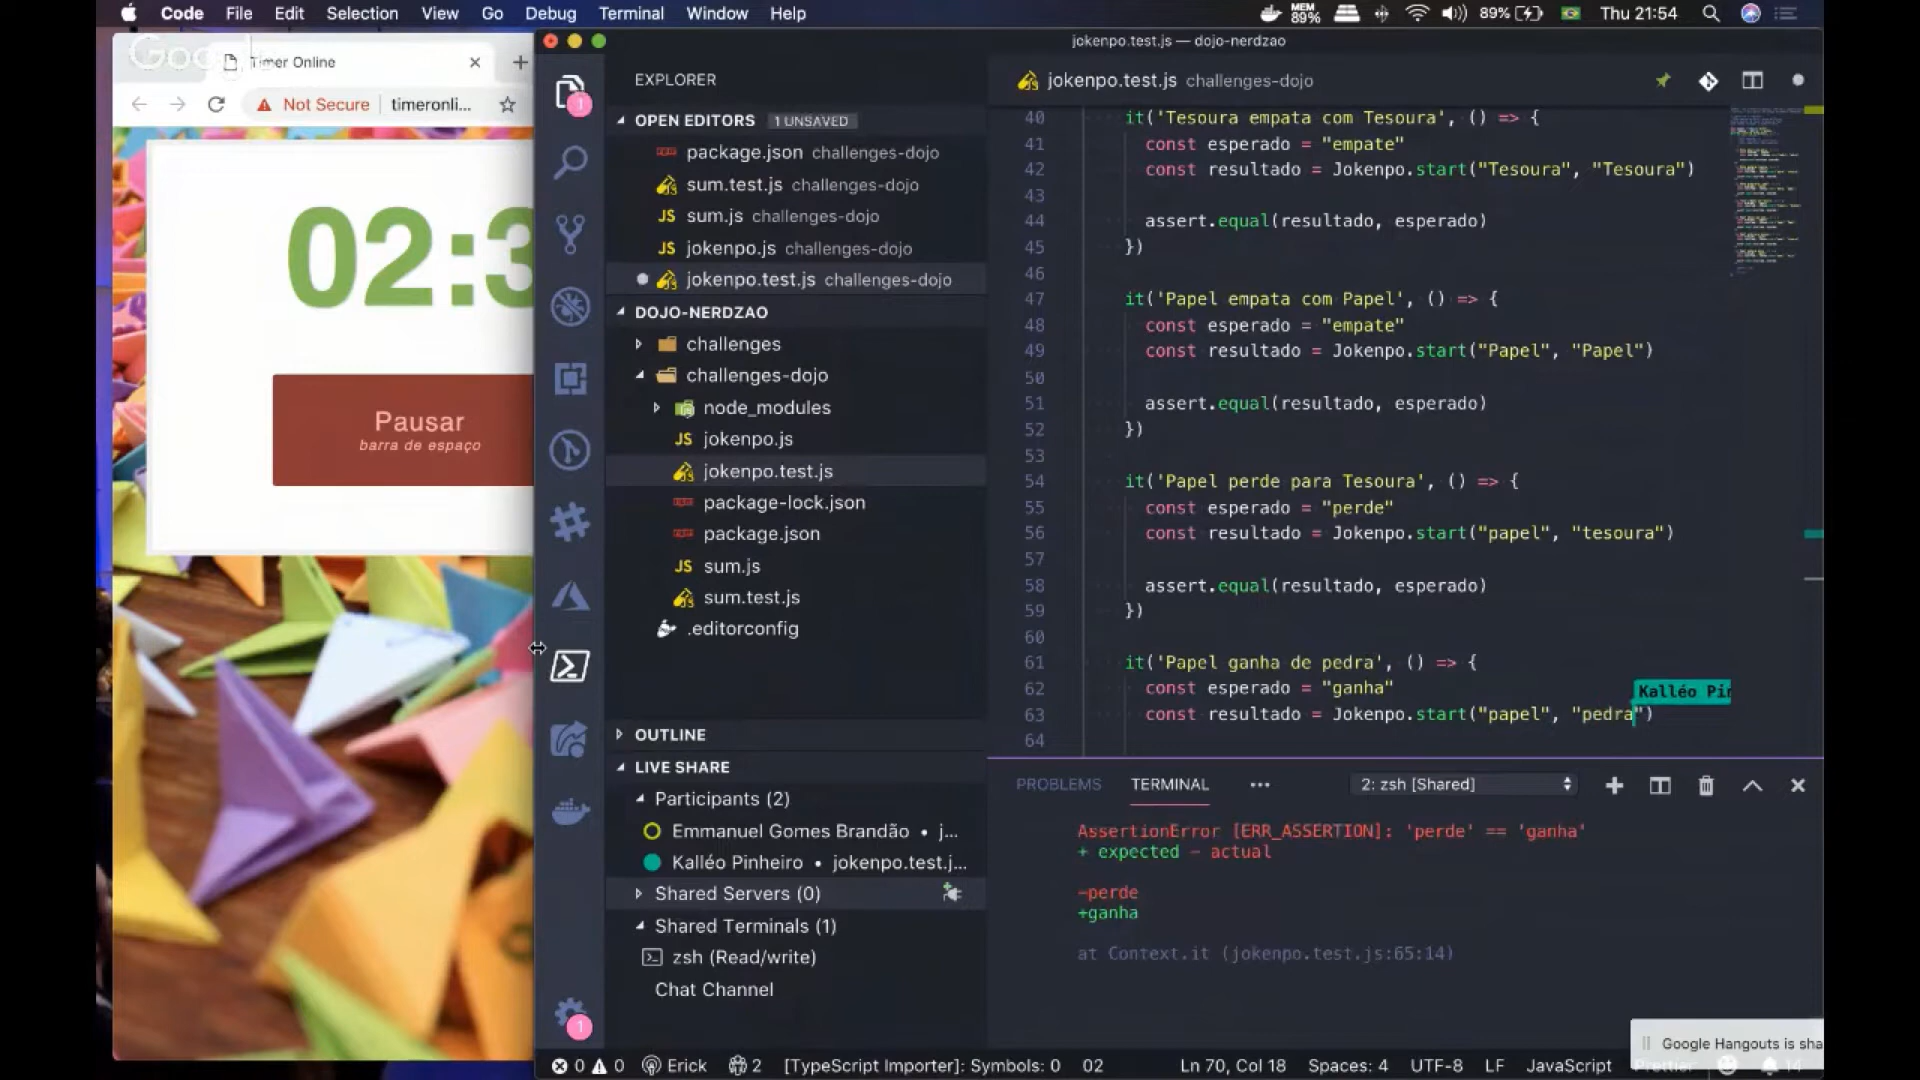 Code File Edit Selection View Go Debug Terminal Window Help
MEM 89% 89% Thu 21:54
Google
Timer Online
Not Secure timeronli...
02:3
Pausar
barra de espaço
jokenpo.test.js — dojo-nerdzao
EXPLORER
OPEN EDITORS 1 UNSAVED
package.json challenges-dojo
sum.test.js challenges-dojo
JS sum.js challenges-dojo
JS jokenpo.js challenges-dojo
jokenpo.test.js challenges-dojo
DOJO-NERDZAO
challenges
challenges-dojo
node_modules
JS jokenpo.js
jokenpo.test.js
package-lock.json
package.json
JS sum.js
sum.test.js
.editorconfig
OUTLINE
LIVE SHARE
Participants (2)
Emmanuel Gomes Brandão • j...
Kalléo Pinheiro • jokenpo.test.j...
Shared Servers (0)
Shared Terminals (1)
zsh (Read/write)
Chat Channel
1
1
jokenpo.test.js challenges-dojo
40 it('Tesoura empata com Tesoura', () => {
41 const esperado = "empate"
42 const resultado = Jokenpo.start("Tesoura", "Tesoura")
43
44 assert.equal(resultado, esperado)
45 })
46
47 it('Papel empata com Papel', () => {
48 const esperado = "empate"
49 const resultado = Jokenpo.start("Papel", "Papel")
50
51 assert.equal(resultado, esperado)
52 })
53
54 it('Papel perde para Tesoura', () => {
55 const esperado = "perde"
56 const resultado = Jokenpo.start("papel", "tesoura")
57
58 assert.equal(resultado, esperado)
59 })
60
61 it('Papel ganha de pedra', () => {
62 const esperado = "ganha"
Kalléo Pin
63 const resultado = Jokenpo.start("papel", "pedra")
64
PROBLEMS TERMINAL ••• 2: zsh [Shared]
AssertionError [ERR_ASSERTION]: 'perde' == 'ganha'
+ expected - actual
-perde
+ganha
at Context.it (jokenpo.test.js:65:14)
Google Hangouts is sha
0 0 Erick 2 [TypeScript Importer]: Symbols: 0 02 Ln 70, Col 18 Spaces: 4 UTF-8 LF JavaScript Prettier 14